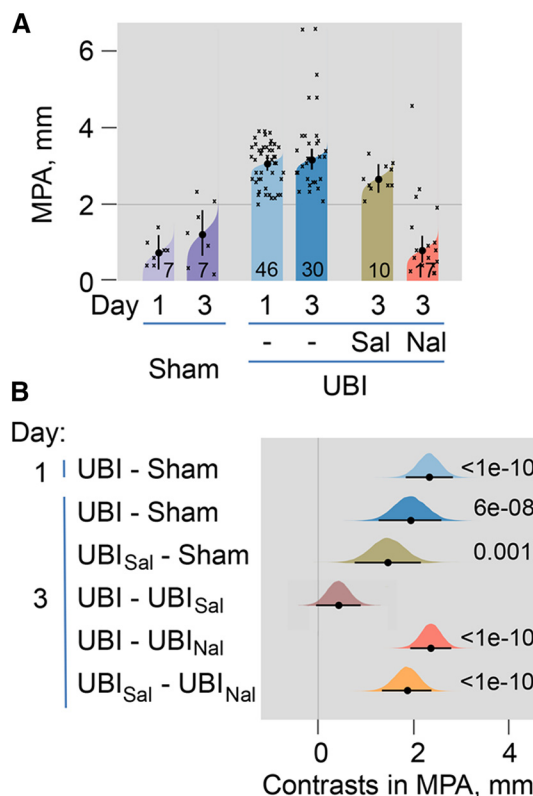 A
MPA, mm
6
4
2
0
7 7 46 30 10 17
Day 1 3 1 3 3 3
- - Sal Nal
Sham
UBI
B
Day:
1 UBI - Sham <1e-10
UBI - Sham 6e-08
UBISal - Sham 0.001
3 UBI - UBISal
UBI - UBINal <1e-10
UBISal - UBINal <1e-10
0 2 4
Contrasts in MPA, mm